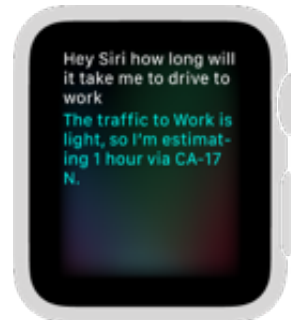 Hey Siri how long will
it take me to drive to
work
The traffic to Work is
light, so I'm estimat-
ing 1 hour via CA-17
N.